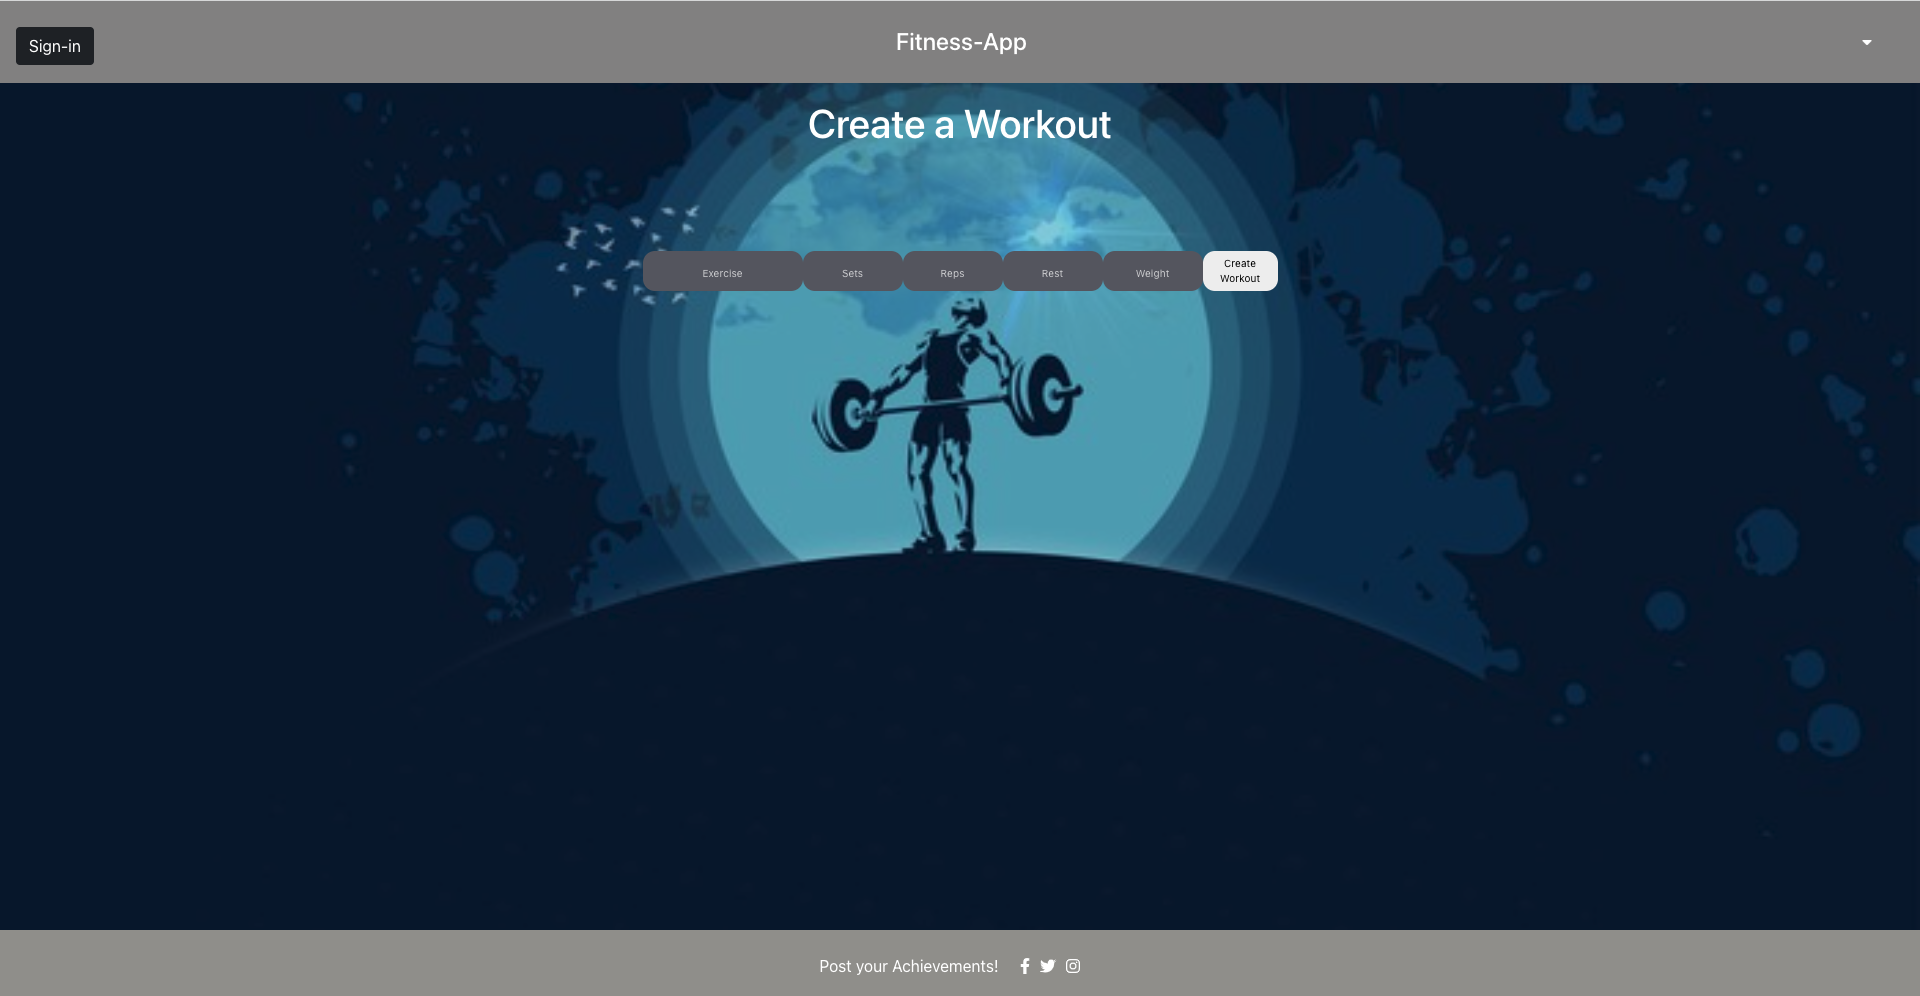 Sign-in
Fitness-App
Create a Workout
Exercise
Sets
Reps
Rest
Weight
Create
Workout
Post your Achievements!